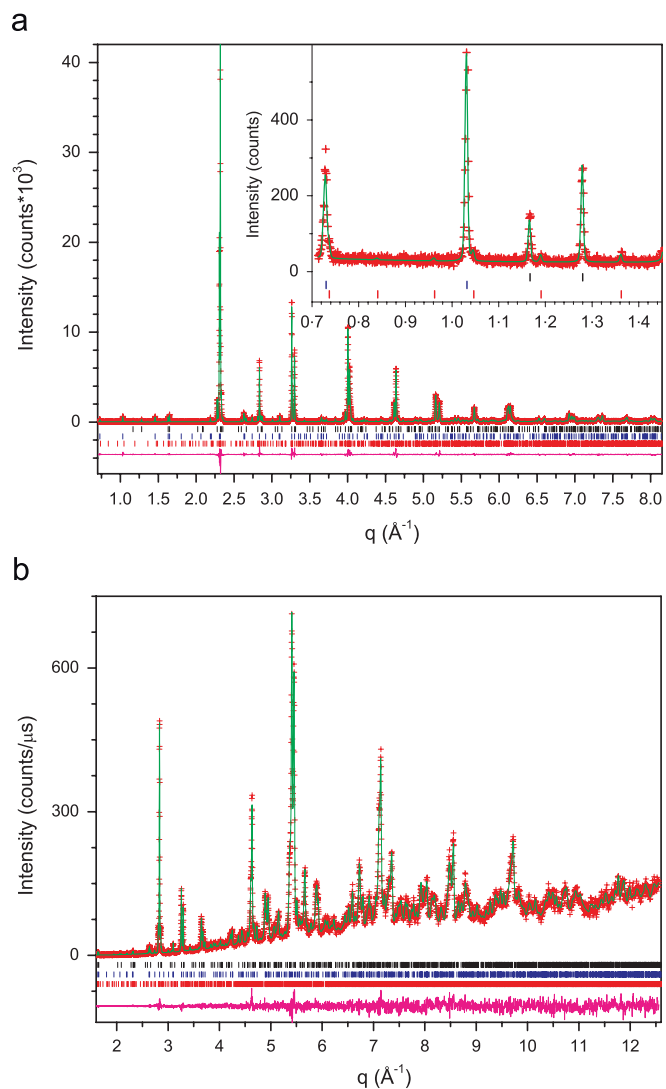 a
40
30
20
10
0
Intensity (counts*10³)
400
200
0
Intensity (counts)
0·7 0·8 0·9 1·0 1·1 1·2 1·3 1·4
1.0 1.5 2.0 2.5 3.0 3.5 4.0 4.5 5.0 5.5 6.0 6.5 7.0 7.5 8.0
q (Å⁻¹)
b
600
300
0
Intensity (counts/μs)
2 3 4 5 6 7 8 9 10 11 12
q (Å⁻¹)